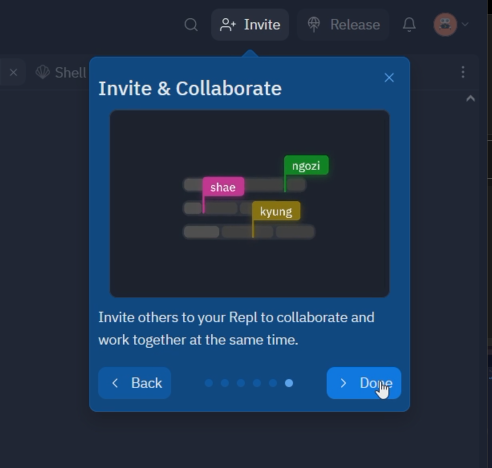 Invite
Release
Shell
Invite & Collaborate
ngozi
shae
kyung
Invite others to your Repl to collaborate and
work together at the same time.
Back
Done